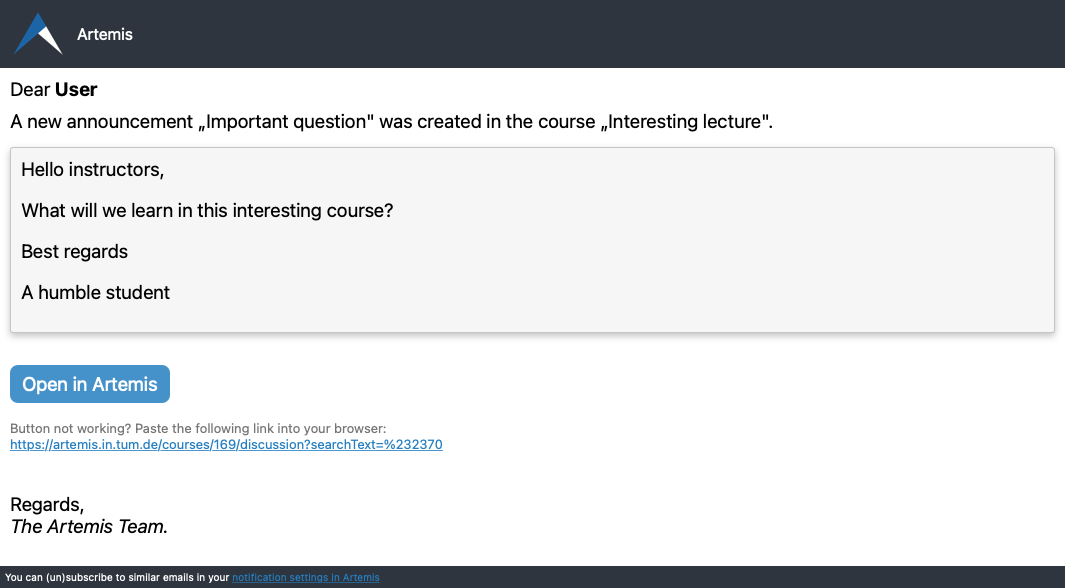 Artemis
Dear User
A new announcement „Important question" was created in the course „Interesting lecture".
Hello instructors,
What will we learn in this interesting course?
Best regards
A humble student
Open in Artemis
Button not working? Paste the following link into your browser:
https://artemis.in.tum.de/courses/169/discussion?searchText=%232370
Regards,
The Artemis Team.
You can (un)subscribe to similar emails in your notification settings in Artemis